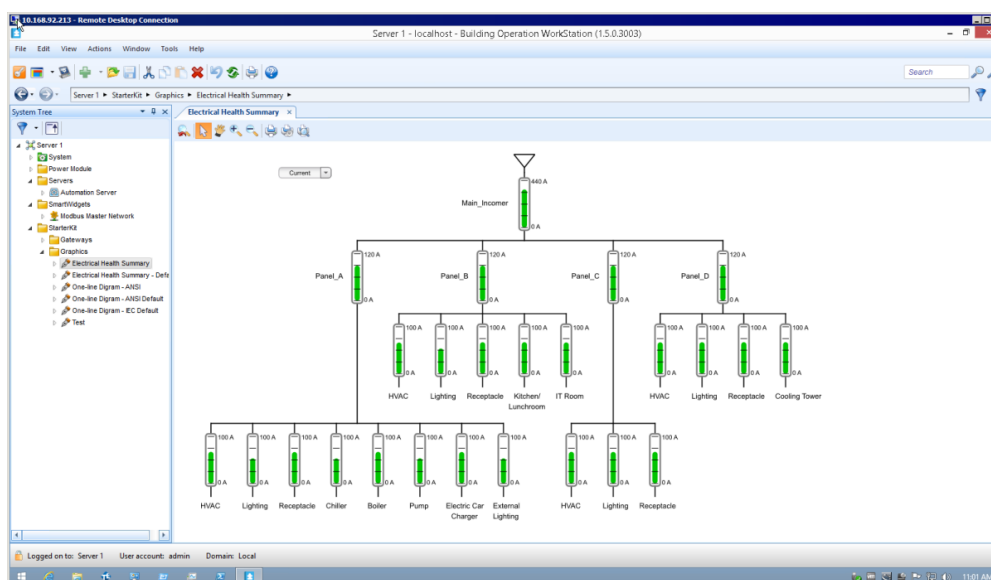 10.168.92.213 - Remote Desktop Connection
Server 1 - localhost - Building Operation WorkStation (1.5.0.3003)
File Edit View Actions Window Tools Help
Search
Server 1 StarterKit Graphics Electrical Health Summary
System Tree
Electrical Health Summary
Server 1
System
Power Module
Servers
Automation Server
SmartWidgets
Modbus Master Network
StarterKit
Gateways
Graphics
Electrical Health Summary
Electrical Health Summary - Defa
One-line Digram - ANSI
One-line Digram - ANSI Default
One-line Digram - IEC Default
Test
Current
440 A
Main_Incomer
0 A
120 A 120 A 120 A 120 A
Panel_A Panel_B Panel_C Panel_D
0 A 0 A 0 A 0 A
100 A 100 A 100 A 100 A 100 A 100 A 100 A 100 A 100 A
0 A 0 A 0 A 0 A 0 A 0 A 0 A 0 A 0 A
HVAC Lighting Receptacle Kitchen/ IT Room HVAC Lighting Receptacle Cooling Tower
Lunchroom
100 A 100 A 100 A 100 A 100 A 100 A 100 A 100 A 100 A 100 A 100 A
0 A 0 A 0 A 0 A 0 A 0 A 0 A 0 A 0 A 0 A 0 A
HVAC Lighting Receptacle Chiller Boiler Pump Electric Car External HVAC Lighting Receptacle
Charger Lighting
Logged on to: Server 1 User account: admin Domain: Local
11:01 AM